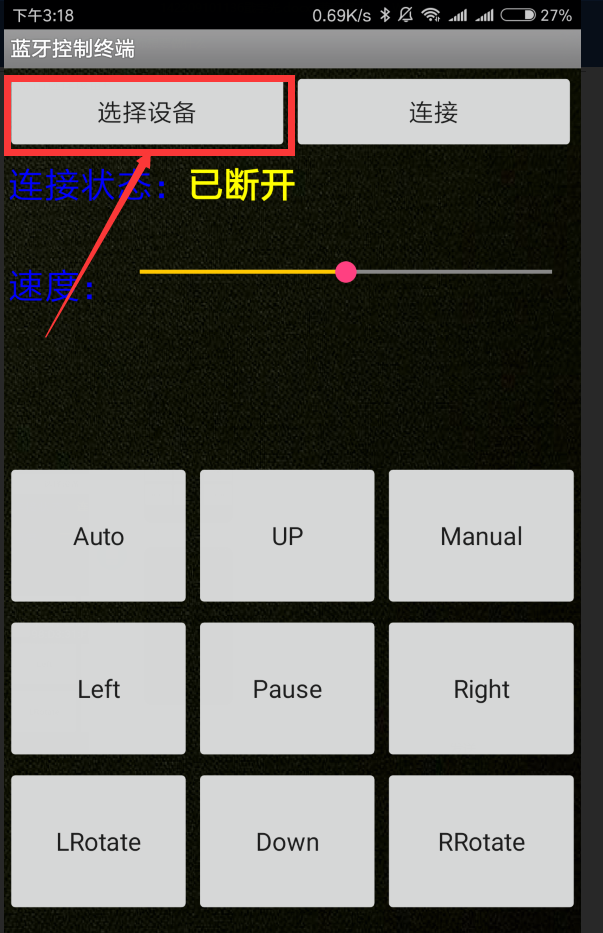 下午3:18 0.69K/s 27%
蓝牙控制终端
选择设备 连接
连接状态：已断开
速度：
Auto UP Manual
Left Pause Right
LRotate Down RRotate